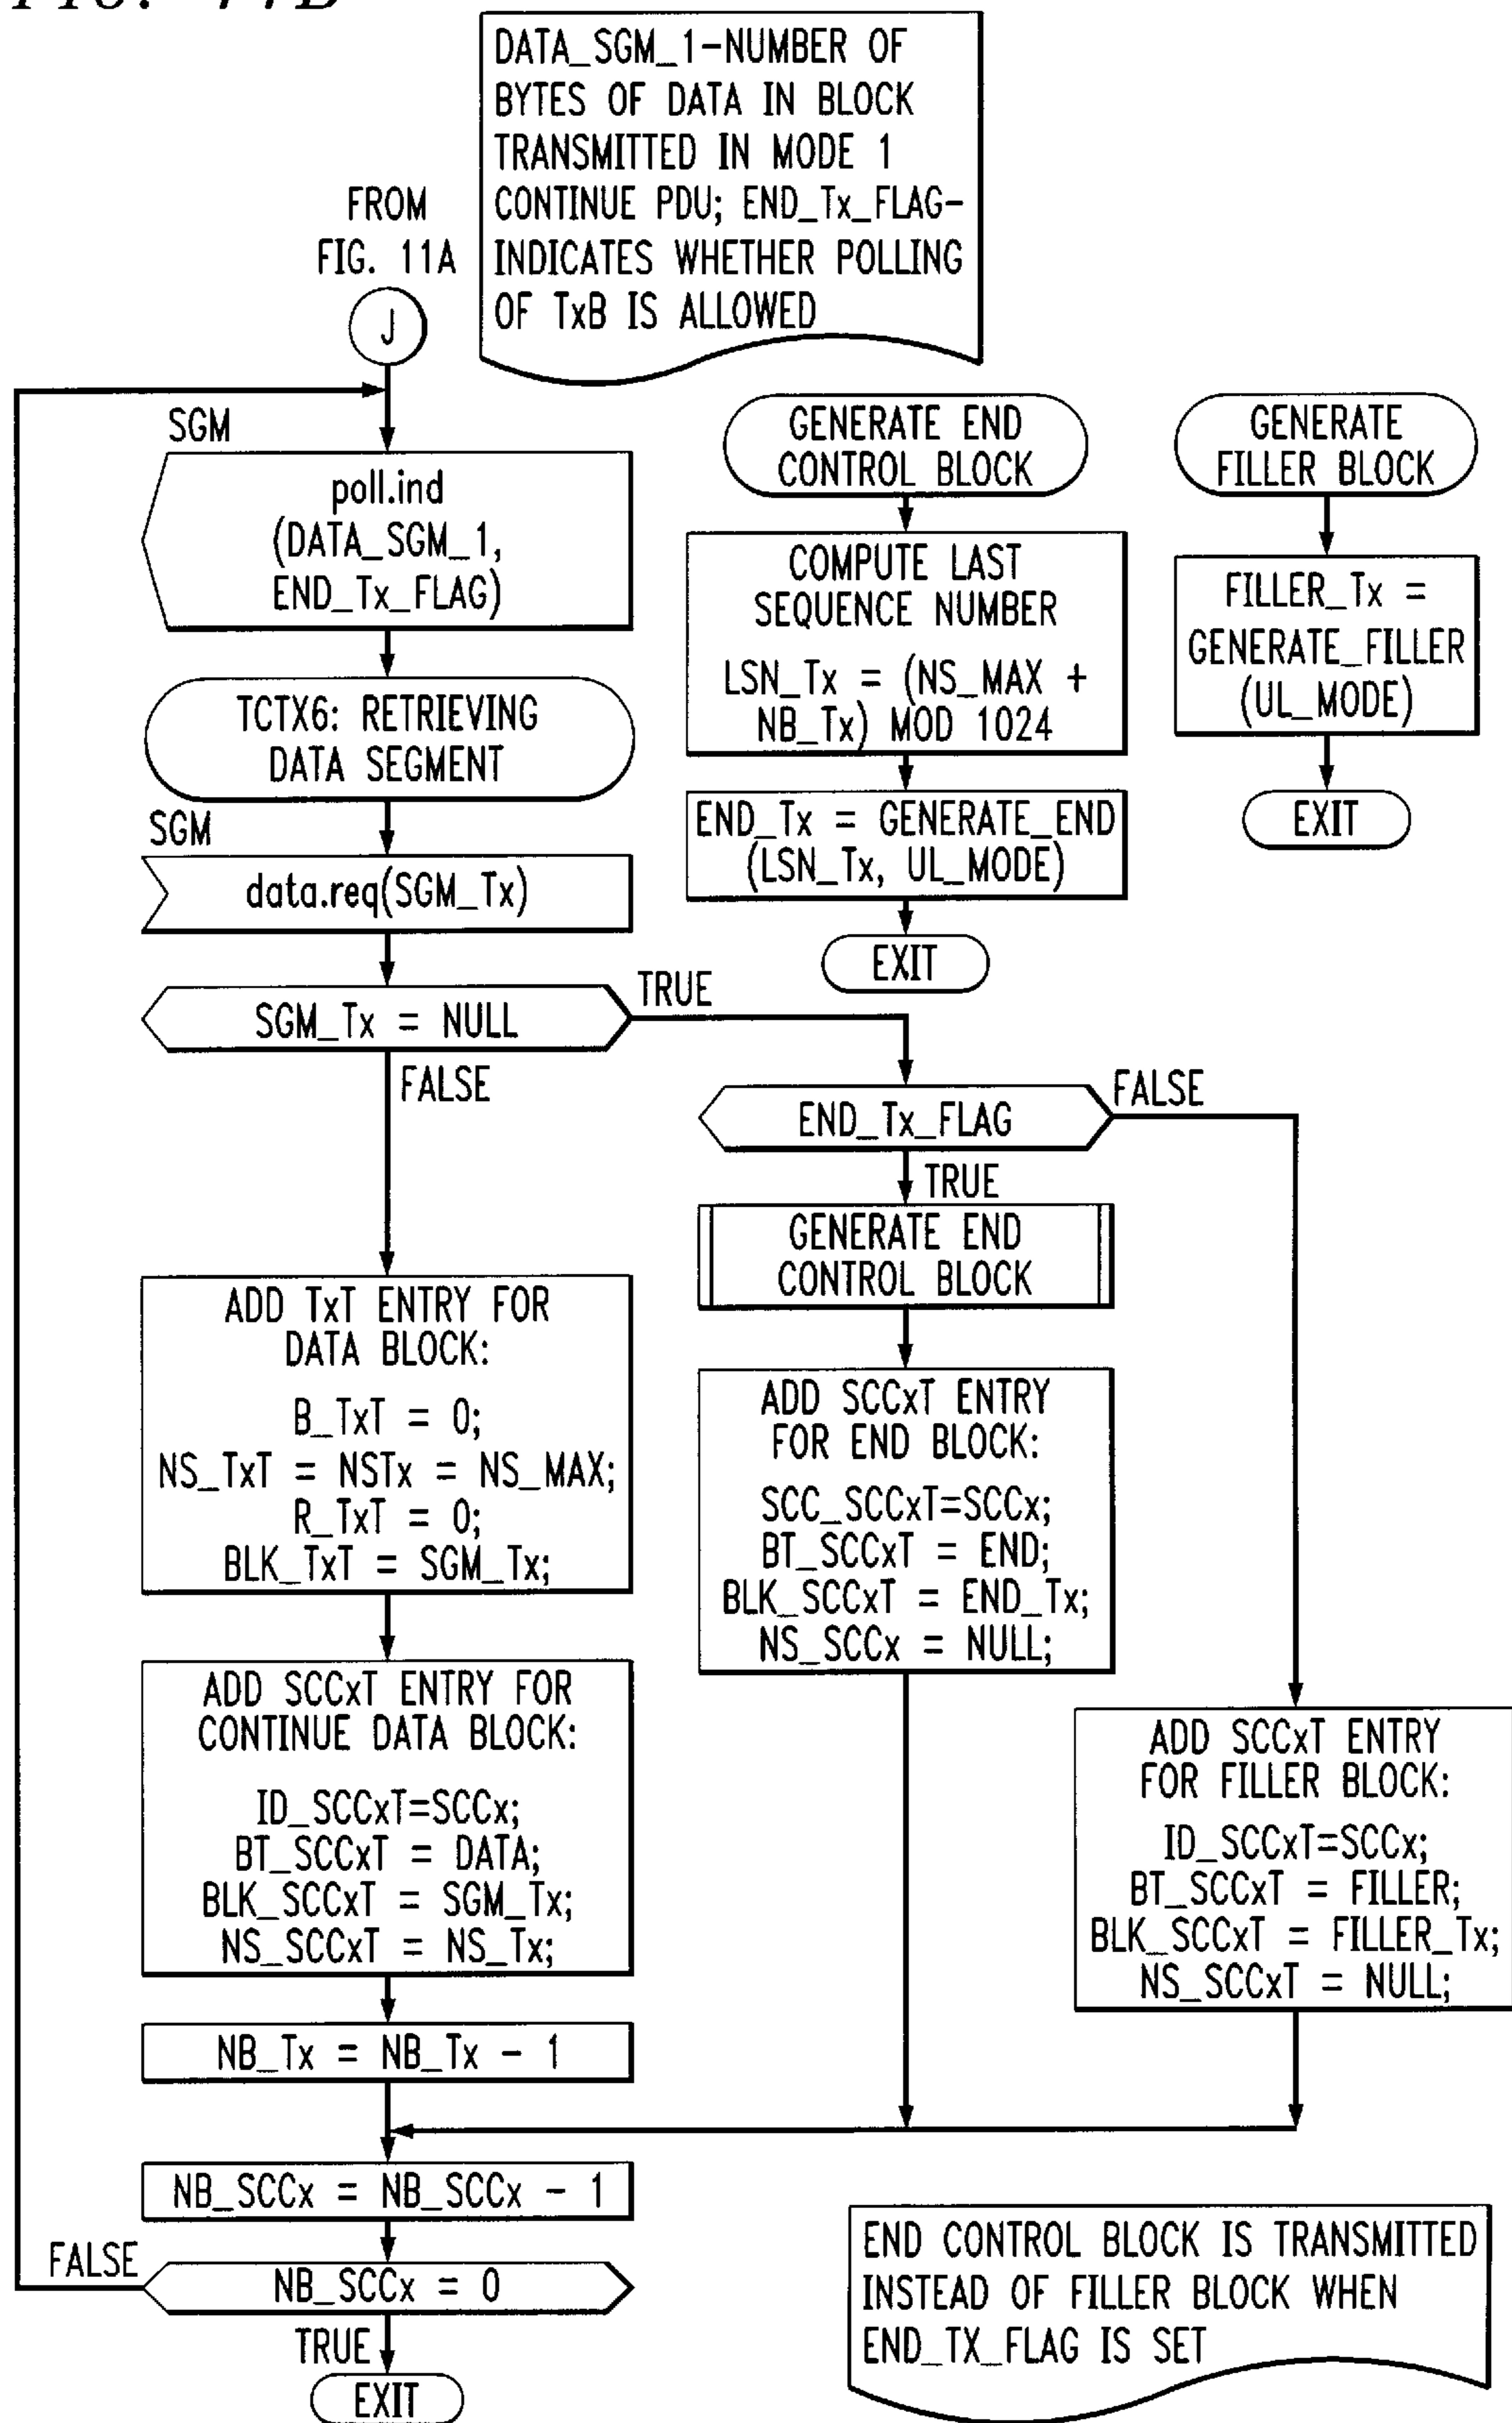 DATA_SGM_1-NUMBER OF
BYTES OF DATA IN BLOCK
TRANSMITTED IN MODE 1
CONTINUE PDU; END_Tx_FLAG-
INDICATES WHETHER POLLING
OF TxB IS ALLOWED
FROM
FIG. 11A
J
SGM
poll.ind
(DATA_SGM_1,
END_Tx_FLAG)
TCTX6: RETRIEVING
DATA SEGMENT
SGM
data.req(SGM_Tx)
SGM_Tx = NULL
TRUE
FALSE
GENERATE END
CONTROL BLOCK
COMPUTE LAST
SEQUENCE NUMBER
LSN_Tx = (NS_MAX +
NB_Tx) MOD 1024
END_Tx = GENERATE_END
(LSN_Tx, UL_MODE)
EXIT
GENERATE
FILLER BLOCK
FILLER_Tx =
GENERATE_FILLER
(UL_MODE)
EXIT
END_Tx_FLAG
FALSE
TRUE
GENERATE END
CONTROL BLOCK
ADD TxT ENTRY FOR
DATA BLOCK:
B_TxT = 0;
NS_TxT = NSTx = NS_MAX;
R_TxT = 0;
BLK_TxT = SGM_Tx;
ADD SCCxT ENTRY
FOR END BLOCK:
SCC_SCCxT=SCCx;
BT_SCCxT = END;
BLK_SCCxT = END_Tx;
NS_SCCx = NULL;
ADD SCCxT ENTRY FOR
CONTINUE DATA BLOCK:
ID_SCCxT=SCCx;
BT_SCCxT = DATA;
BLK_SCCxT = SGM_Tx;
NS_SCCxT = NS_Tx;
ADD SCCxT ENTRY
FOR FILLER BLOCK:
ID_SCCxT=SCCx;
BT_SCCxT = FILLER;
BLK_SCCxT = FILLER_Tx;
NS_SCCxT = NULL;
NB_Tx = NB_Tx - 1
NB_SCCx = NB_SCCx - 1
FALSE
NB_SCCx = 0
TRUE
EXIT
END CONTROL BLOCK IS TRANSMITTED
INSTEAD OF FILLER BLOCK WHEN
END_TX_FLAG IS SET